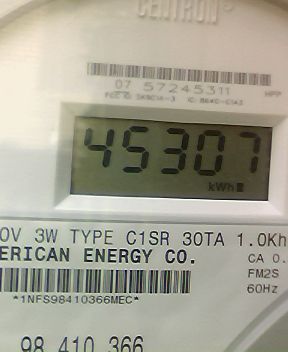 CENTRON®
07 57245311
HPP
45307
kWh
0V 3W TYPE C1SR 30TA 1.0Kh
ERICAN ENERGY CO.
CA 0.
FM2S
60Hz
*1NFS98410366MEC*
98 410 366